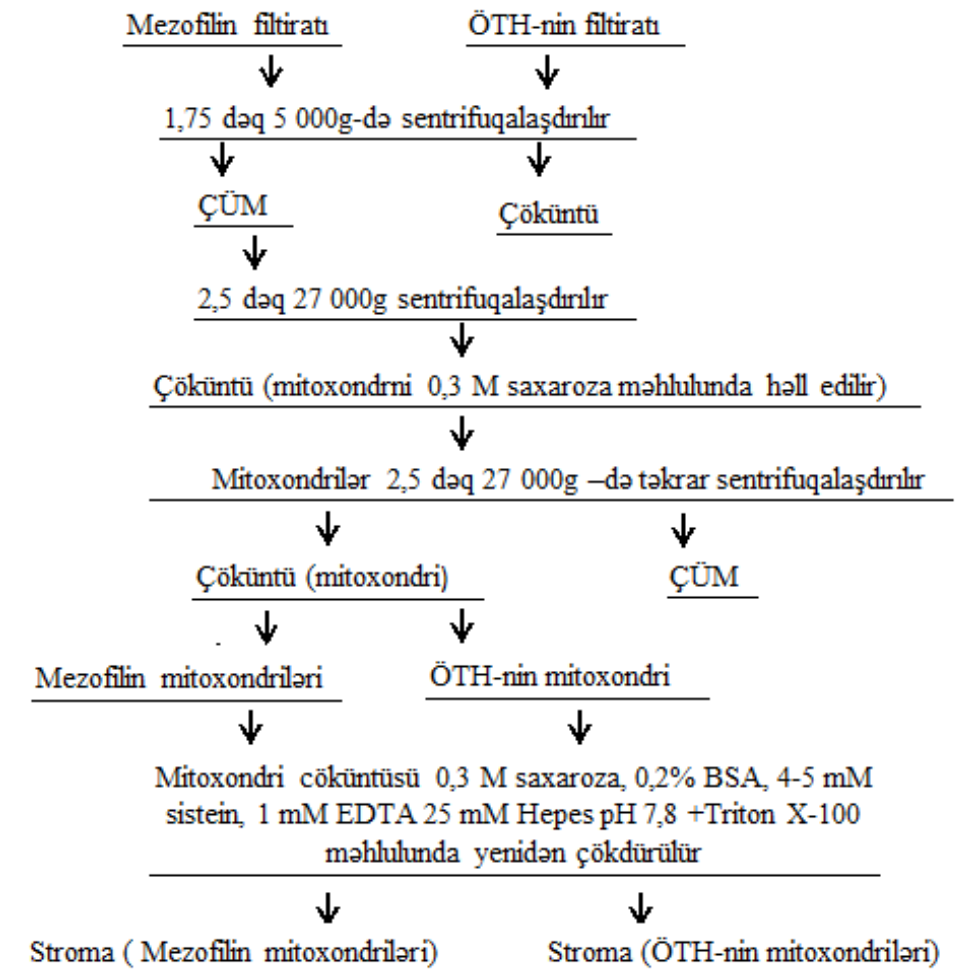 Mezofilin filtiratı
ÖTH-nin filtiratı
1,75 dəq 5 000g-də sentrifuqalaşdırılır
ÇÜM
Çöküntü
2,5 dəq 27 000g sentrifuqalaşdırılır
Çöküntü (mitoxondrni 0,3 M saxaroza məhlulunda həll edilir)
Mitoxondrilər 2,5 dəq 27 000g –də təkrar sentrifuqalaşdırılır
Çöküntü (mitoxondri)
ÇÜM
Mezofilin mitoxondriləri
ÖTH-nin mitoxondri
Mitoxondri cöküntüsü 0,3 M saxaroza, 0,2% BSA, 4-5 mM
sistein, 1 mM EDTA 25 mM Hepes pH 7,8 +Triton X-100
məhlulunda yenidən çökdürülür
Stroma ( Mezofilin mitoxondriləri)
Stroma (ÖTH-nin mitoxondriləri)